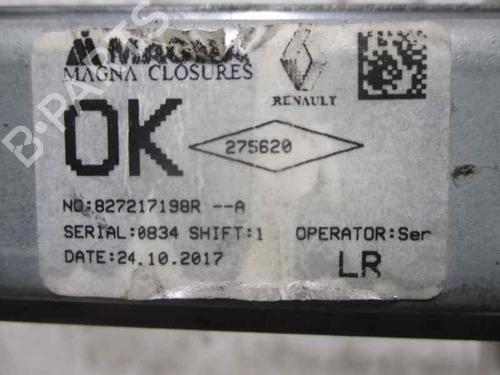 MAGNA
MAGNA CLOSURES
RENAULT
OK
275620
NO:827217198R --A
SERIAL:0834 SHIFT:1 OPERATOR:Ser
DATE:24.10.2017
LR
B-PARTS